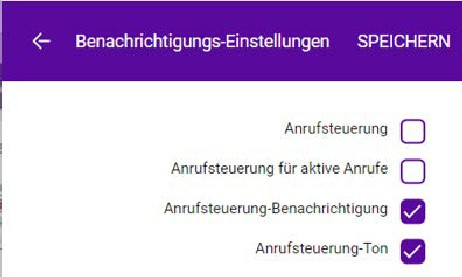 Benachrichtigungs-Einstellungen SPEICHERN
Anrufsteuerung
Anrufsteuerung für aktive Anrufe
Anrufsteuerung-Benachrichtigung
Anrufsteuerung-Ton